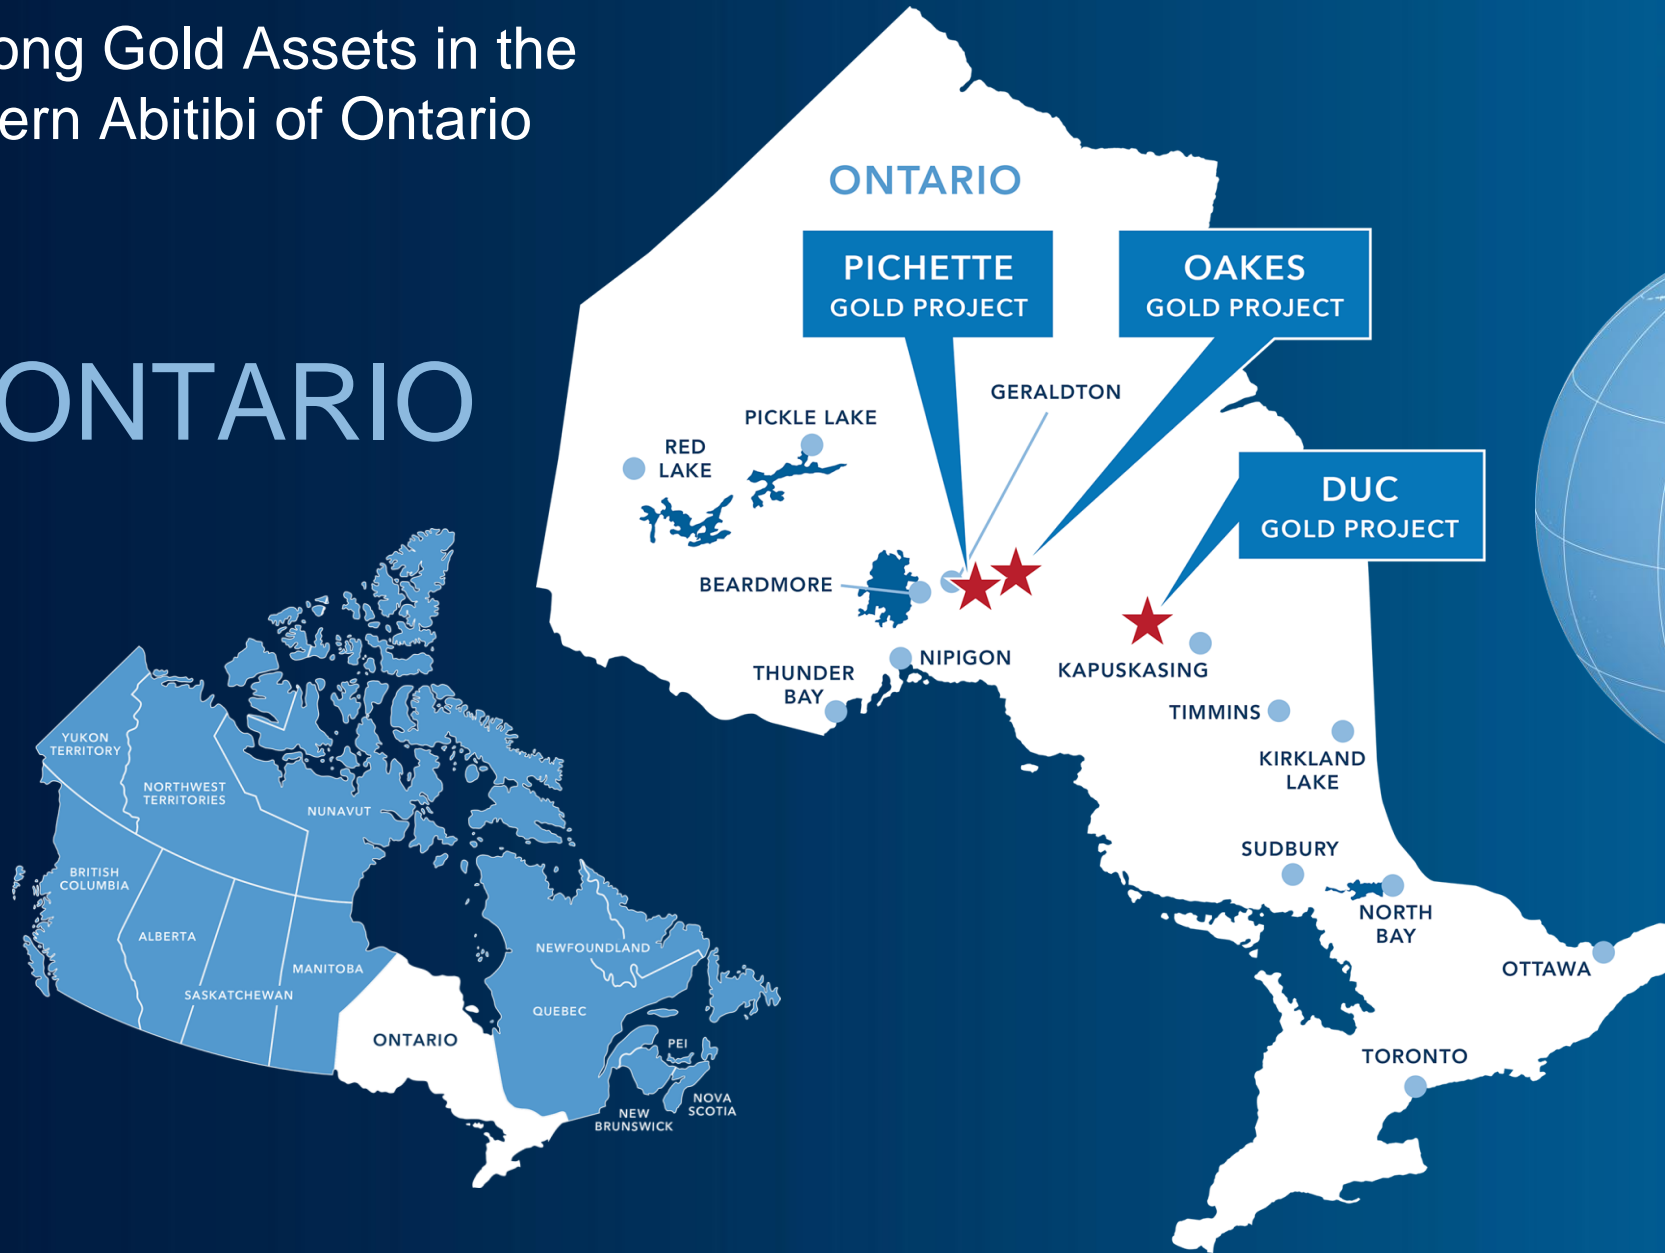 ong Gold Assets in the
ern Abitibi of Ontario
ONTARIO
ONTARIO
PICHETTE
GOLD PROJECT
OAKES
GOLD PROJECT
GERALDTON
PICKLE LAKE
RED
LAKE
DUC
GOLD PROJECT
BEARDMORE
NIPIGON
THUNDER
BAY
KAPUSKASING
TIMMINS
KIRKLAND
LAKE
SUDBURY
NORTH
BAY
OTTAWA
TORONTO
YUKON
TERRITORY
NORTHWEST
TERRITORIES
NUNAVUT
BRITISH
COLUMBIA
ALBERTA
SASKATCHEWAN
MANITOBA
ONTARIO
NEWFOUNDLAND
QUEBEC
PEI
NOVA
SCOTIA
NEW
BRUNSWICK